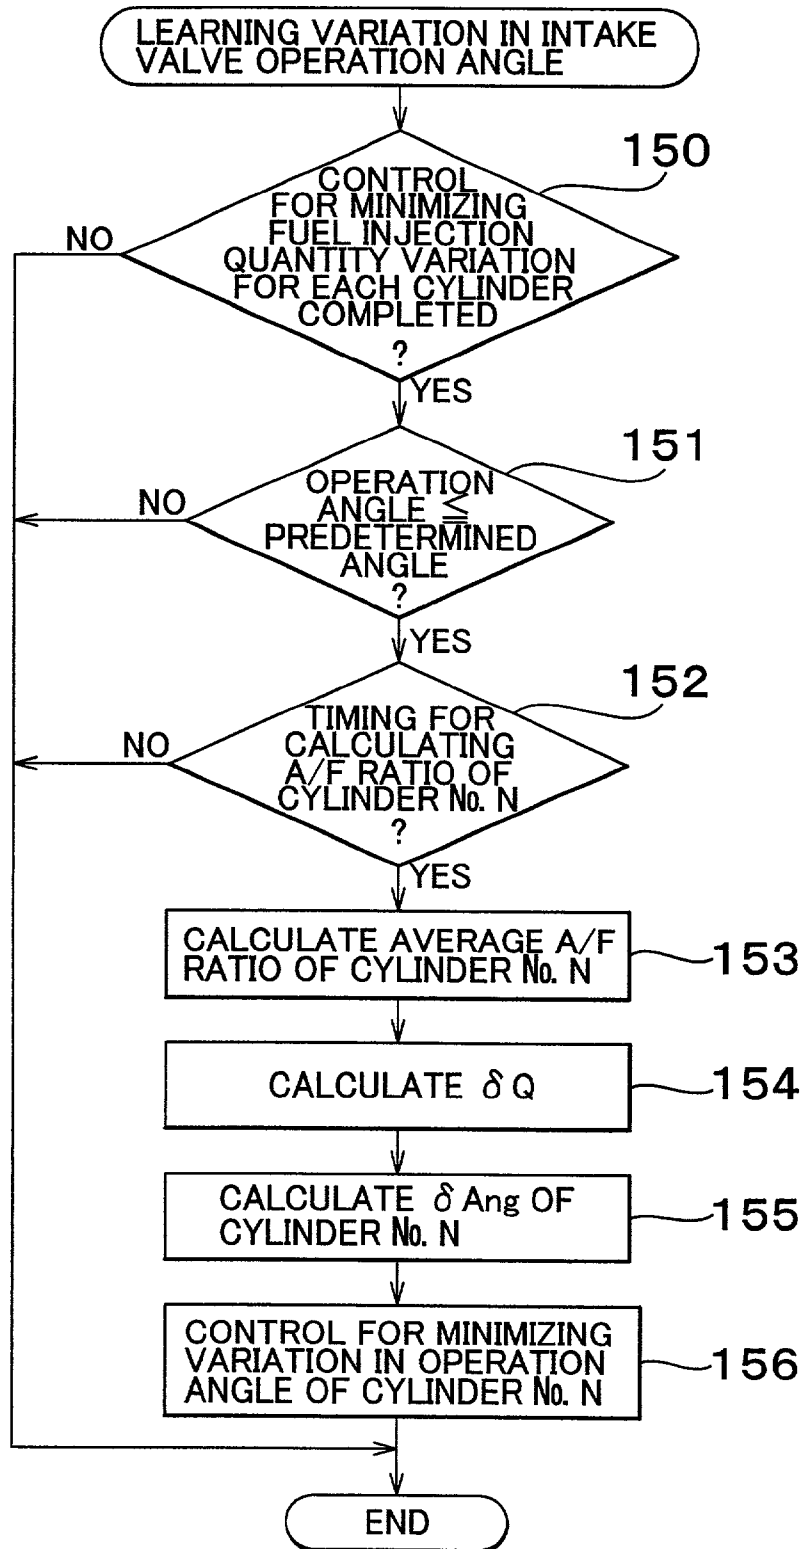 LEARNING VARIATION IN INTAKE
VALVE OPERATION ANGLE
150
CONTROL
FOR MINIMIZING
FUEL INJECTION
QUANTITY VARIATION
FOR EACH CYLINDER
COMPLETED
?
NO
YES
151
OPERATION
ANGLE ≦
PREDETERMINED
ANGLE
?
NO
YES
152
TIMING FOR
CALCULATING
A/F RATIO OF
CYLINDER No. N
?
NO
YES
CALCULATE AVERAGE A/F
RATIO OF CYLINDER No. N
153
CALCULATE δ Q
154
CALCULATE δ Ang OF
CYLINDER No. N
155
CONTROL FOR MINIMIZING
VARIATION IN OPERATION
ANGLE OF CYLINDER No. N
156
END